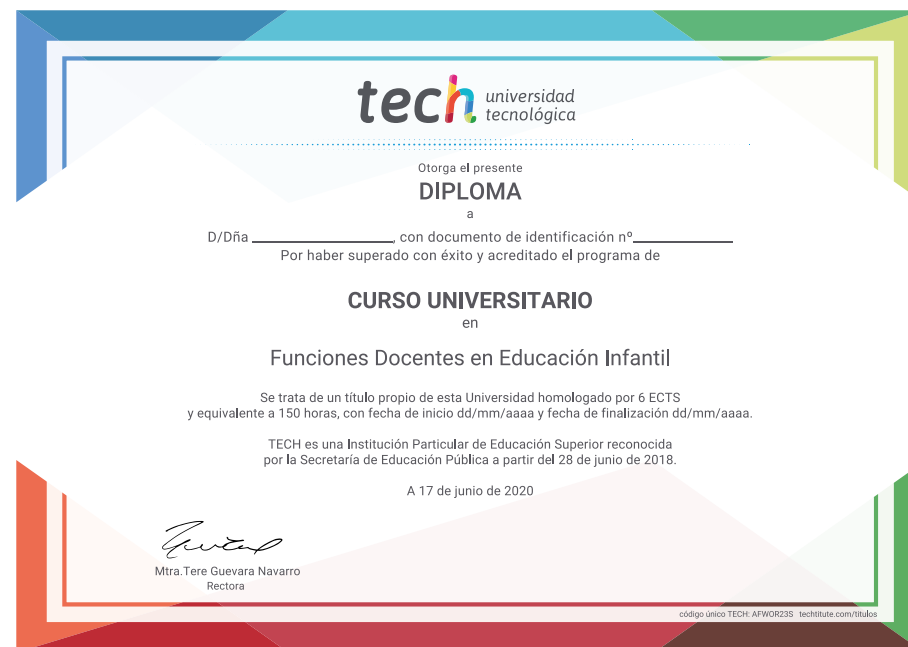 tech universidad
tecnológica
Otorga el presente
DIPLOMA
a
D/Dña ____________________, con documento de identificación nº______________
Por haber superado con éxito y acreditado el programa de
CURSO UNIVERSITARIO
en
Funciones Docentes en Educación Infantil
Se trata de un título propio de esta Universidad homologado por 6 ECTS
y equivalente a 150 horas, con fecha de inicio dd/mm/aaaa y fecha de finalización dd/mm/aaaa.
TECH es una Institución Particular de Educación Superior reconocida
por la Secretaría de Educación Pública a partir del 28 de junio de 2018.
A 17 de junio de 2020
Mtra.Tere Guevara Navarro
Rectora
código único TECH: AFWOR23S techtitute.com/titulos